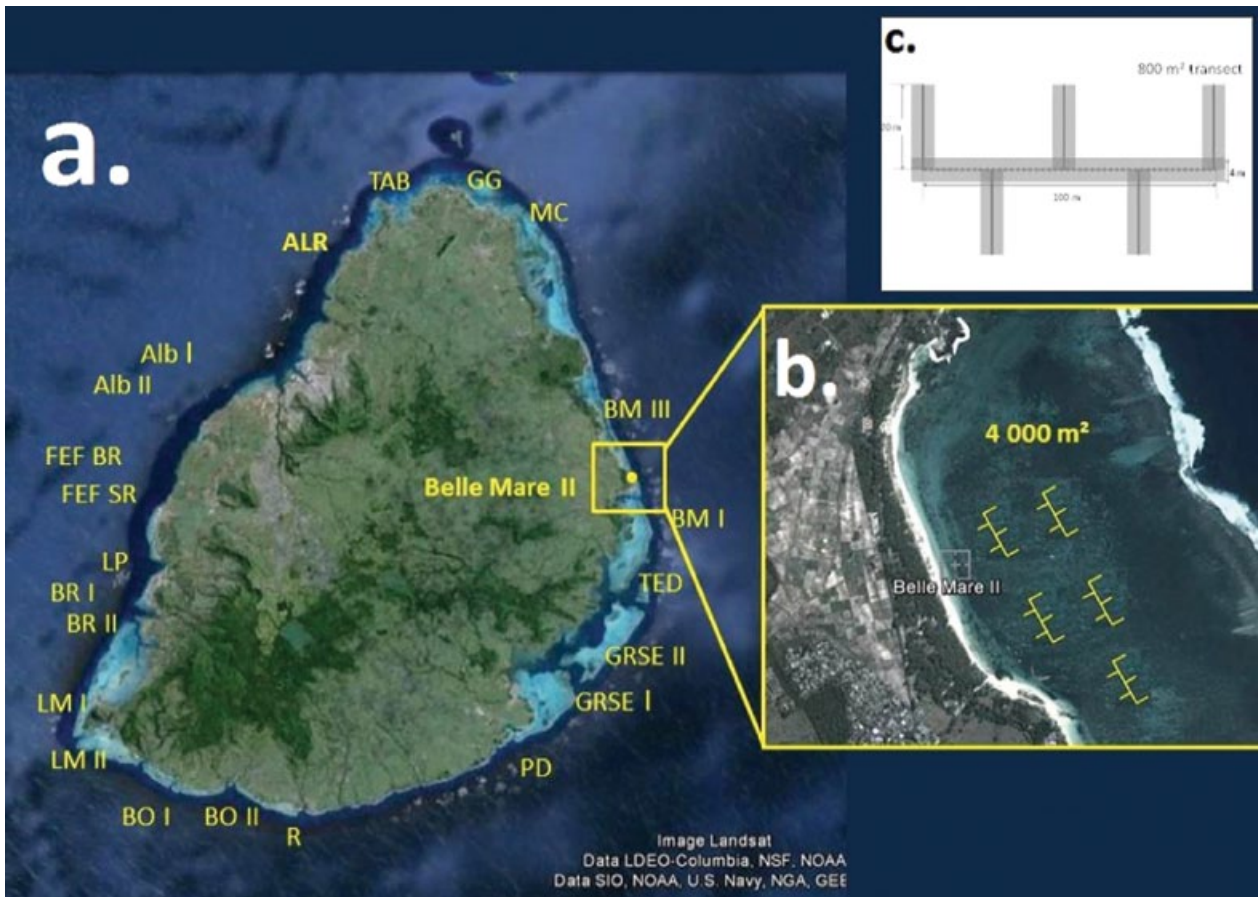 a.
TAB
GG
MC
ALR
Alb I
Alb II
FEF BR
FEF SR
LP
BR I
BR II
LM I
LM II
BO I
BO II
R
PD
GRSE I
GRSE II
TED
BM I
Belle Mare II
BM III
Image Landsat
Data LDEO-Columbia, NSF, NOAA
Data SIO, NOAA, U.S. Navy, NGA, GEB
b.
4 000 m²
Belle Mare II
c.
800 m² transect
4 m
100 m